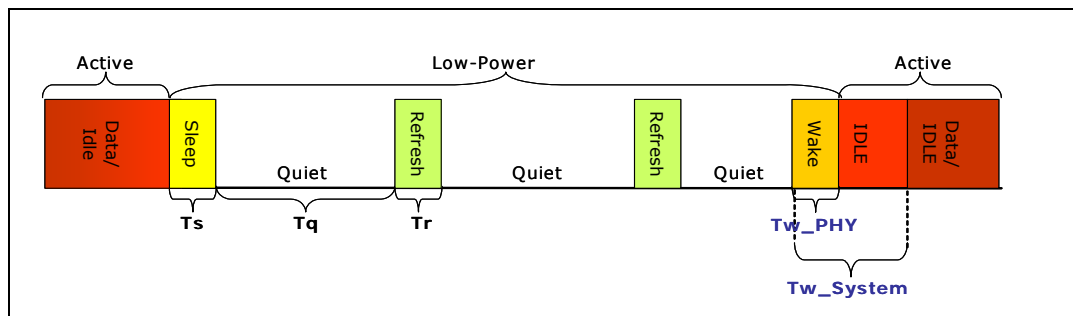 Active
Low-Power
Active
Data/
Idle
Sleep
Quiet
Refresh
Quiet
Refresh
Quiet
Wake
IDLE
Data/
IDLE
Ts
Tq
Tr
Tw_PHY
Tw_System